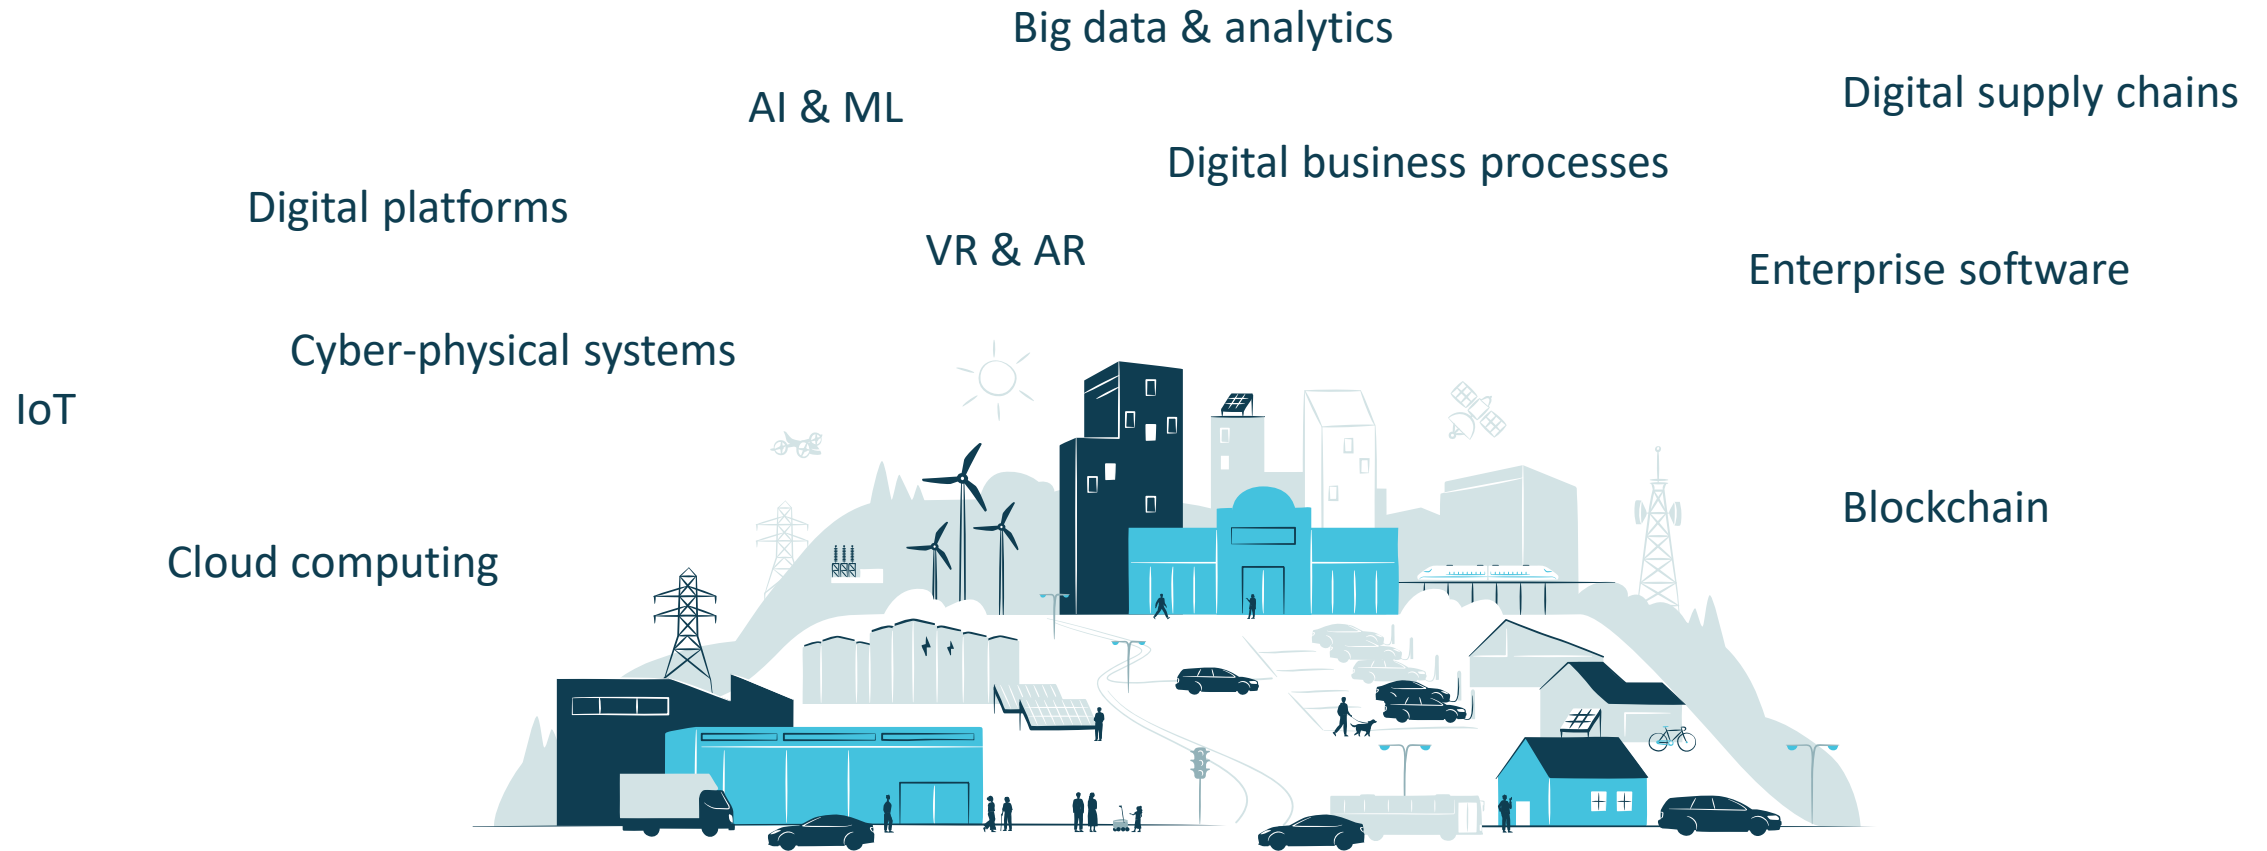 Big data & analytics
Digital supply chains
AI & ML
Digital business processes
Digital platforms
VR & AR
Enterprise software
Cyber-physical systems
IoT
Blockchain
Cloud computing